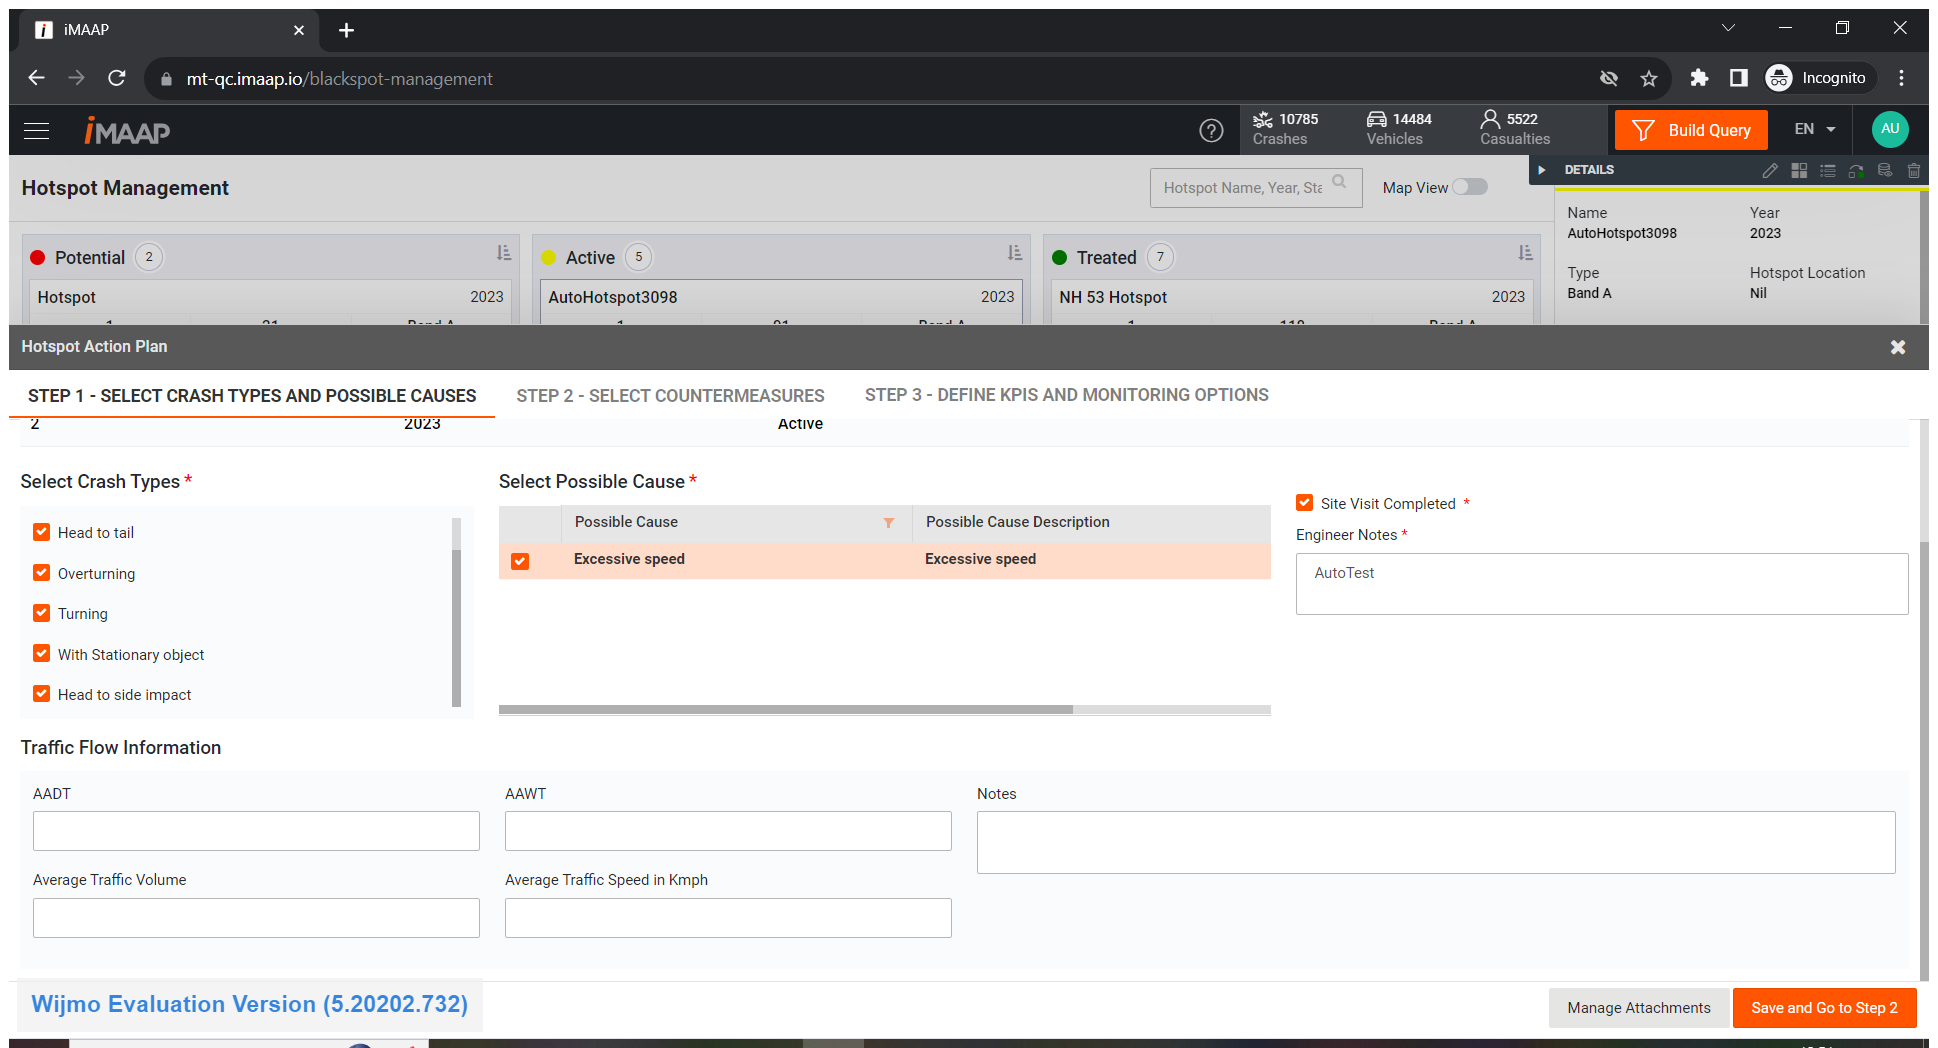 iMAAP
mt-qc.imaap.io/blackspot-management
Incognito
iMAAP
10785
Crashes
14484
Vehicles
5522
Casualties
Build Query
EN
AU
Hotspot Management
Hotspot Name, Year, Sta
Map View
DETAILS
Name
Year
AutoHotspot3098
2023
Type
Hotspot Location
Band A
Nil
Potential 2
Active 5
Treated 7
Hotspot 2023
AutoHotspot3098 2023
NH 53 Hotspot 2023
Hotspot Action Plan
STEP 1 - SELECT CRASH TYPES AND POSSIBLE CAUSES
STEP 2 - SELECT COUNTERMEASURES
STEP 3 - DEFINE KPIS AND MONITORING OPTIONS
2 2023 Active
Select Crash Types *
Head to tail
Overturning
Turning
With Stationary object
Head to side impact
Select Possible Cause *
Possible Cause
Possible Cause Description
Excessive speed
Excessive speed
Site Visit Completed *
Engineer Notes *
AutoTest
Traffic Flow Information
AADT
AAWT
Notes
Average Traffic Volume
Average Traffic Speed in Kmph
Wijmo Evaluation Version (5.20202.732)
Manage Attachments
Save and Go to Step 2